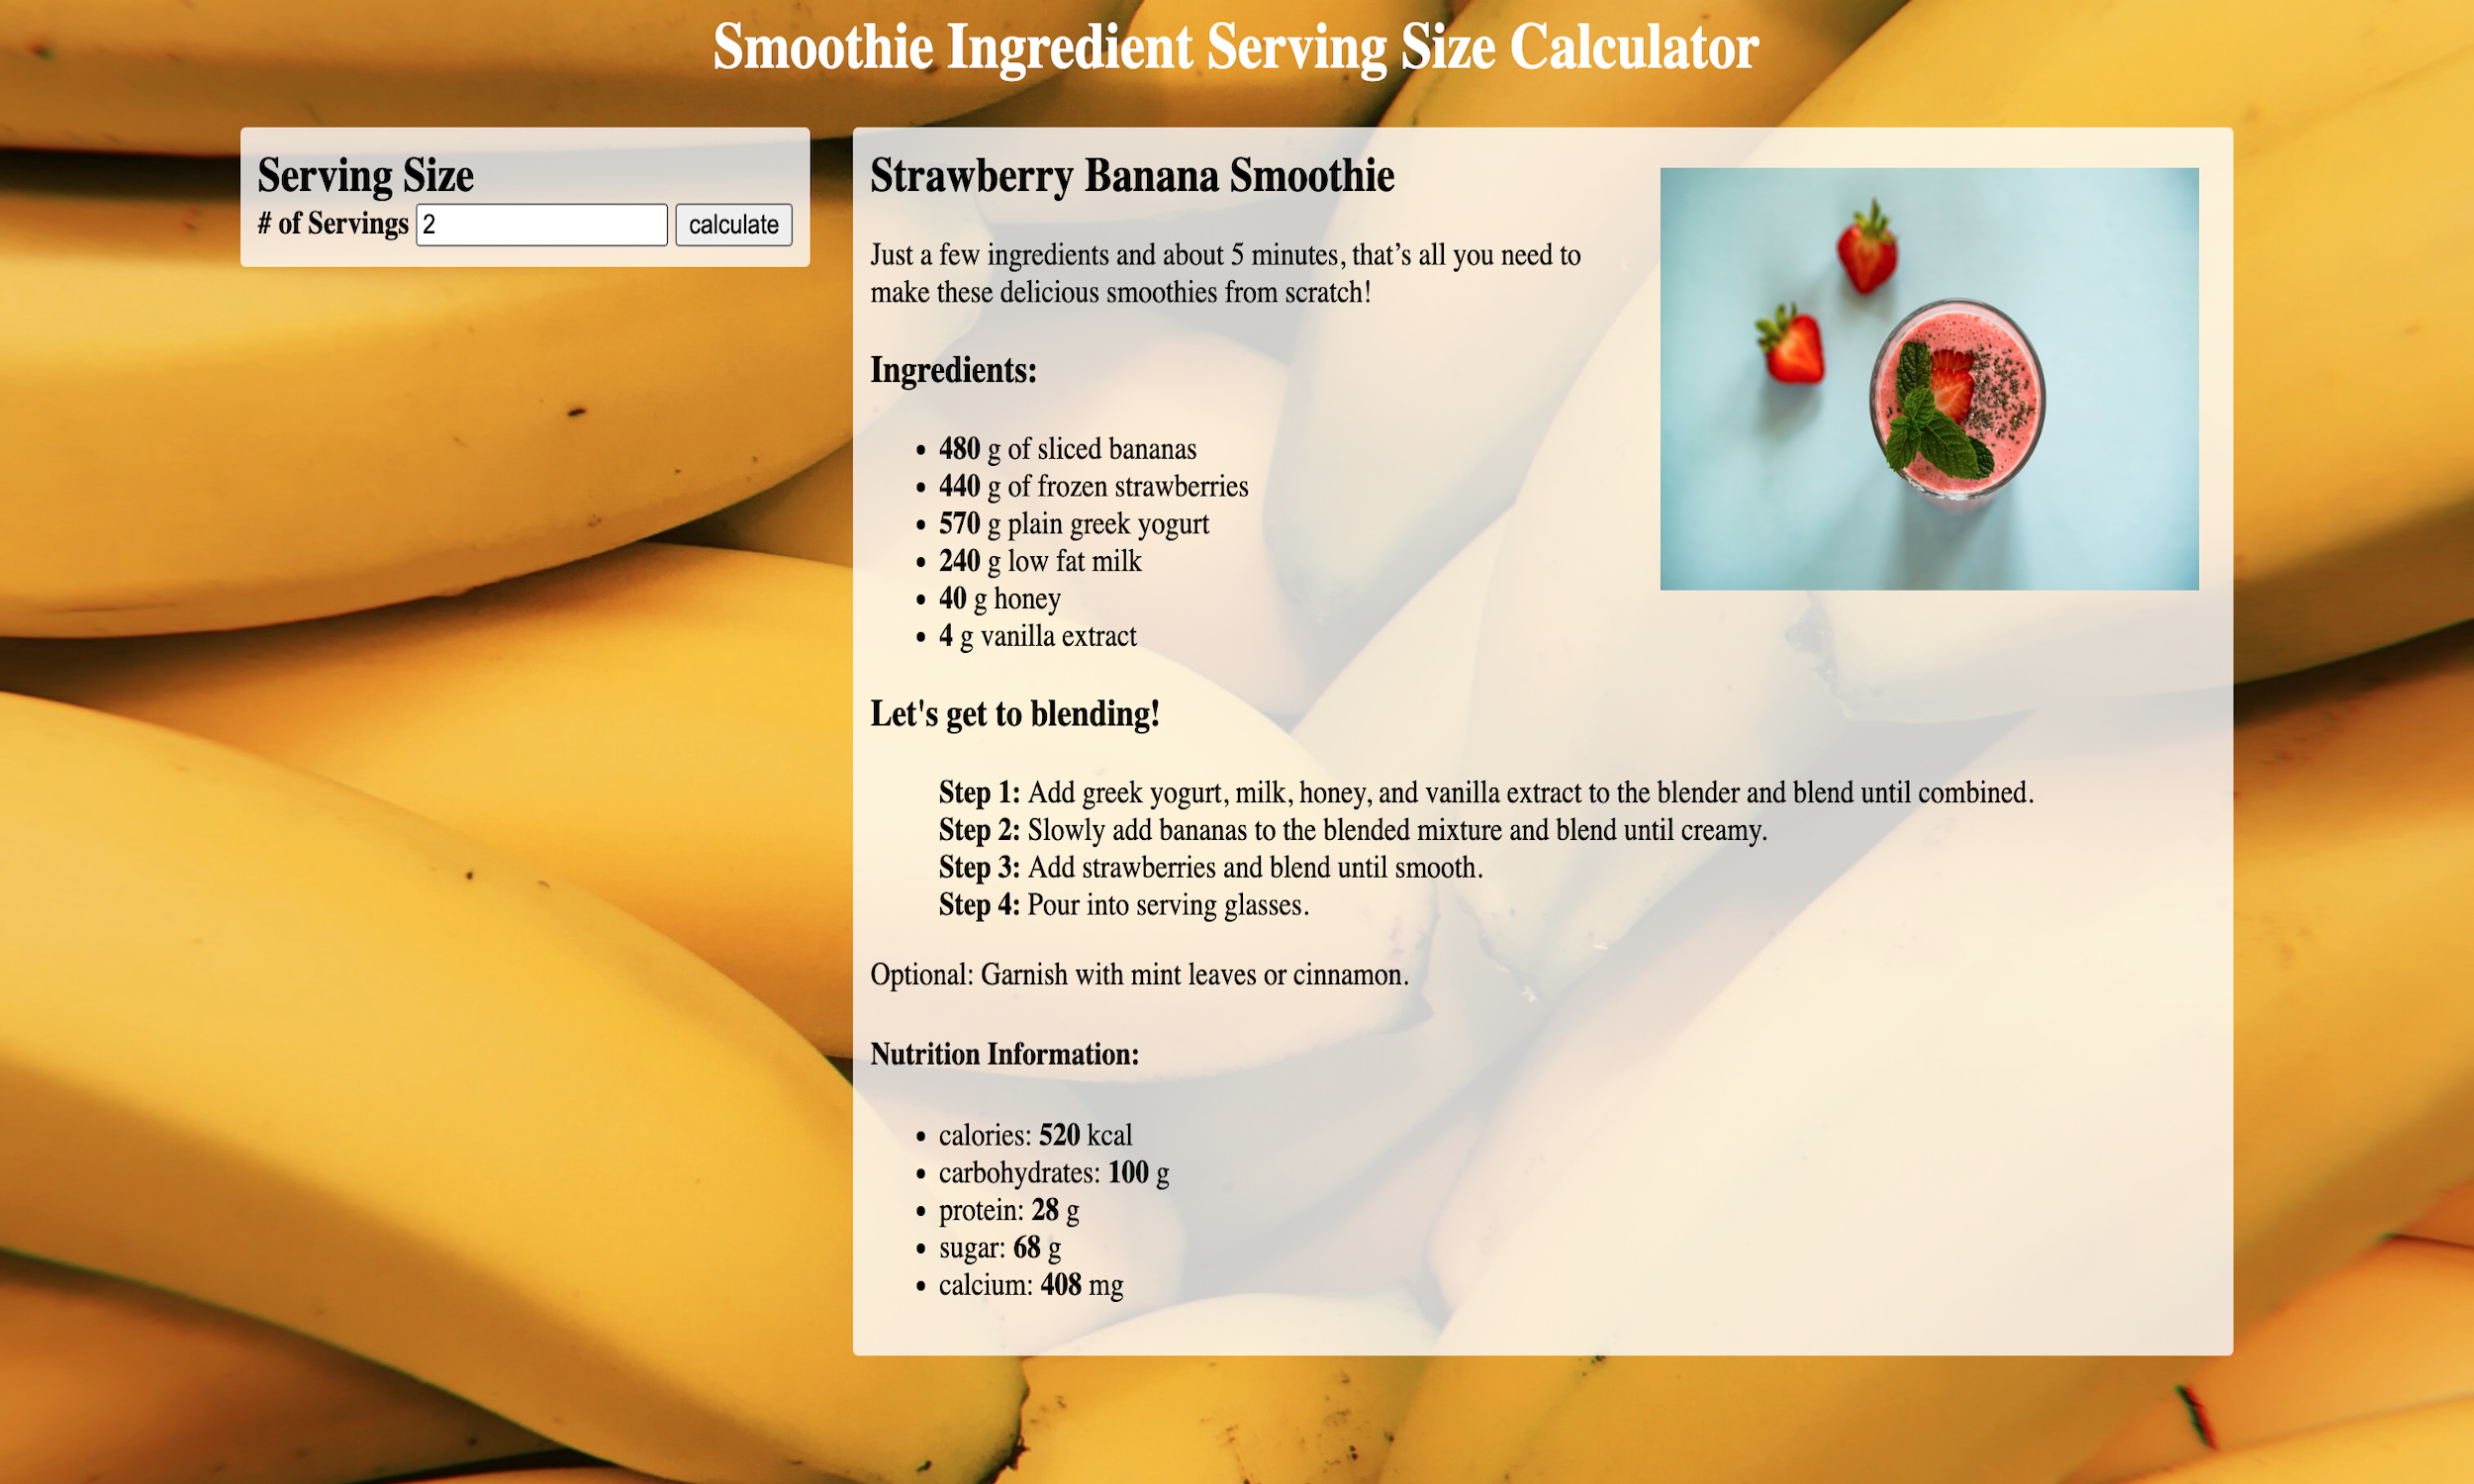 Smoothie Ingredient Serving Size Calculator
Serving Size
# of Servings 2 calculate
Strawberry Banana Smoothie
Just a few ingredients and about 5 minutes, that’s all you need to
make these delicious smoothies from scratch!
Ingredients:
• 480 g of sliced bananas
• 440 g of frozen strawberries
• 570 g plain greek yogurt
• 240 g low fat milk
• 40 g honey
• 4 g vanilla extract
Let's get to blending!
Step 1: Add greek yogurt, milk, honey, and vanilla extract to the blender and blend until combined.
Step 2: Slowly add bananas to the blended mixture and blend until creamy.
Step 3: Add strawberries and blend until smooth.
Step 4: Pour into serving glasses.
Optional: Garnish with mint leaves or cinnamon.
Nutrition Information:
• calories: 520 kcal
• carbohydrates: 100 g
• protein: 28 g
• sugar: 68 g
• calcium: 408 mg